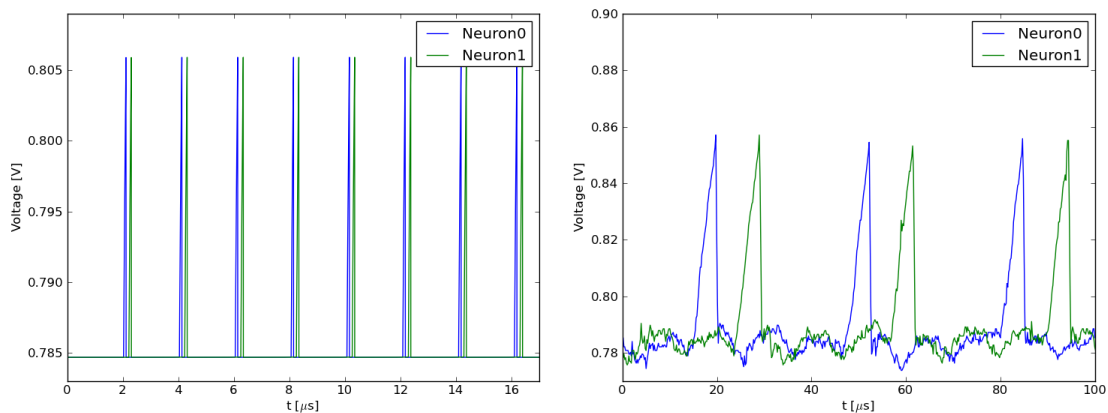 Neuron0
Neuron1
0.805
0.800
0.795
0.790
0.785
Voltage [V]
0 2 4 6 8 10 12 14 16
t [μs]
Neuron0
Neuron1
0.90
0.88
0.86
0.84
0.82
0.80
0.78
Voltage [V]
0 20 40 60 80 100
t [μs]